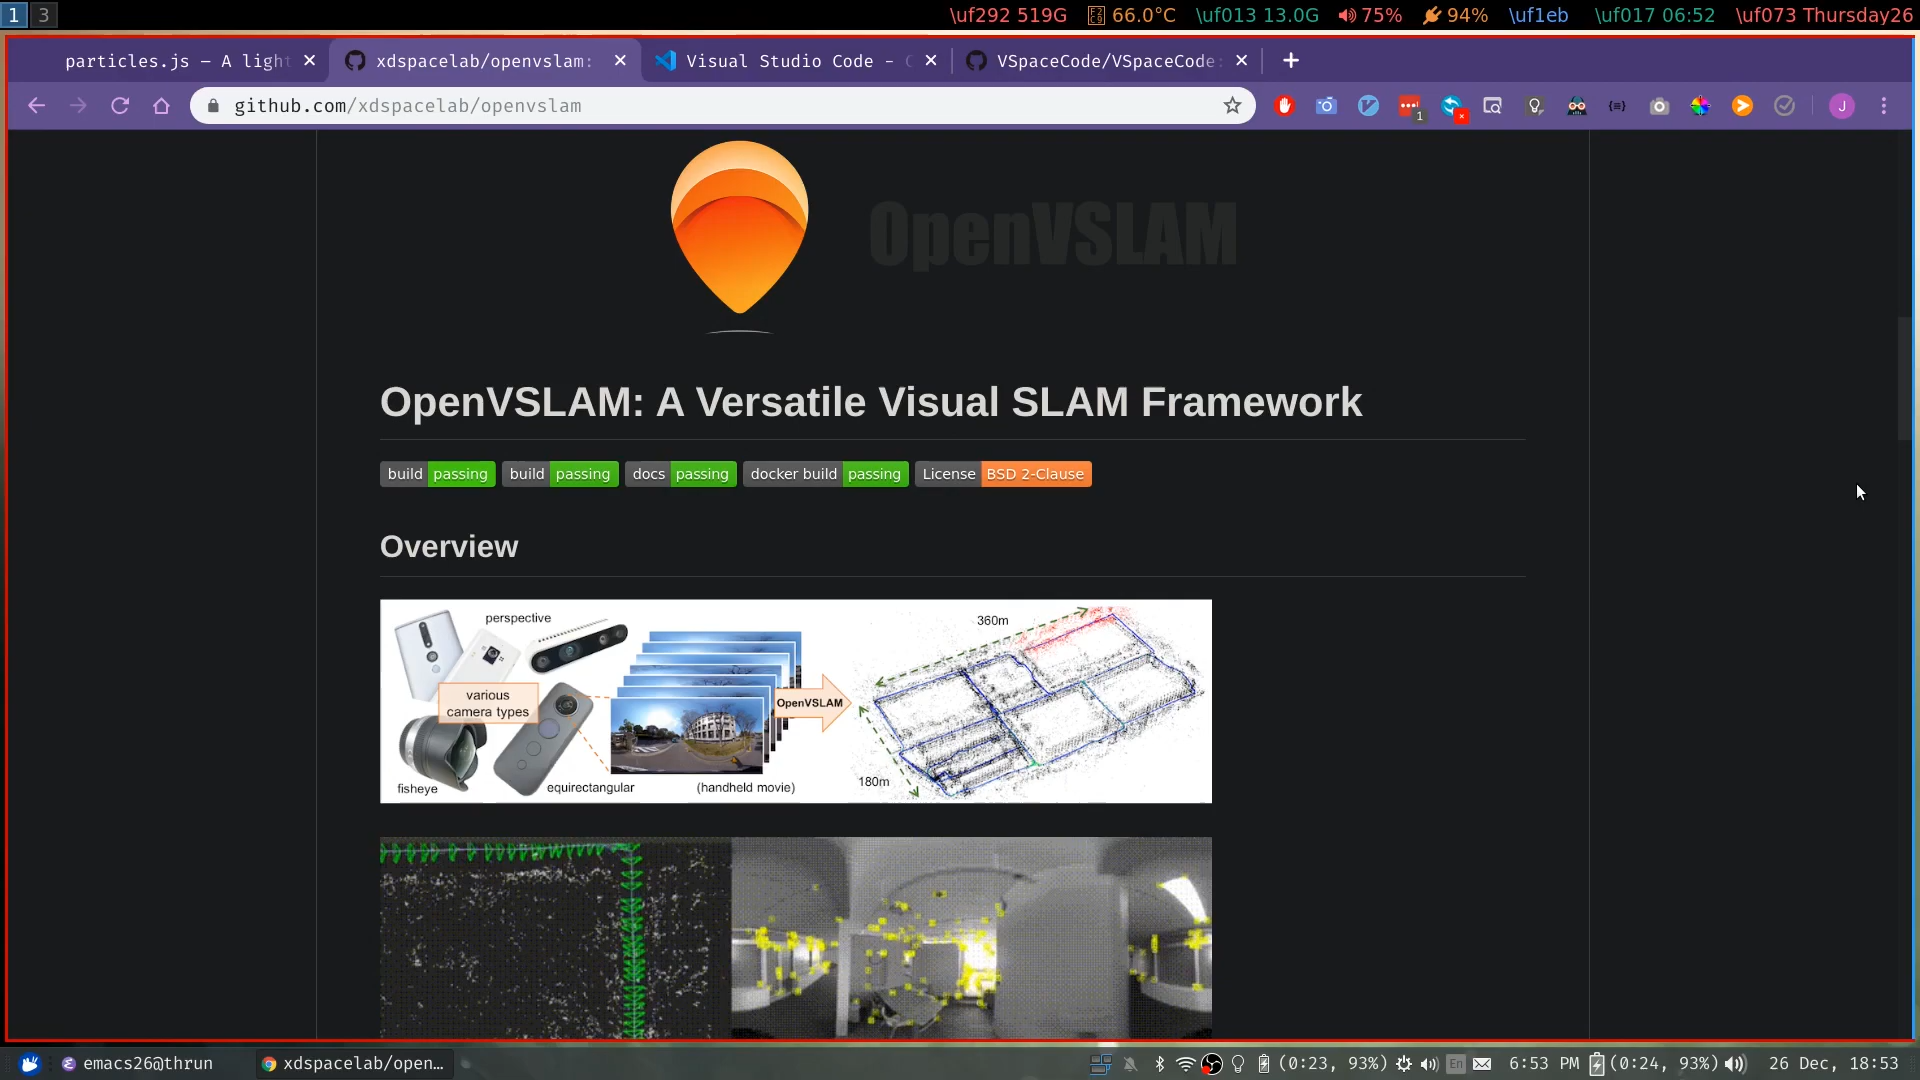 1 3 \uf292 519G 66.0°C \uf013 13.0G 75% 94% \uf1eb \uf017 06:52 \uf073 Thursday26
particles.js — A light xdspacelab/openvslam: Visual Studio Code - VSpaceCode/VSpaceCode:
github.com/xdspacelab/openvslam
1
J
OpenVSLAM
OpenVSLAM: A Versatile Visual SLAM Framework
build passing build passing docs passing docker build passing License BSD 2-Clause
Overview
perspective
360m
various
camera types
OpenVSLAM
180m
fisheye
equirectangular
(handheld movie)
emacs26@thrun xdspacelab/open... (0:23, 93%) En 6:53 PM (0:24, 93%) 26 Dec, 18:53